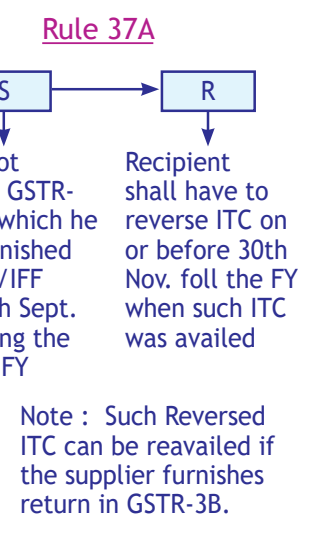 Rule 37A
S
R
ot
GSTR-
which he
nished
/IFF
h Sept.
ng the
FY
Recipient
shall have to
reverse ITC on
or before 30th
Nov. foll the FY
when such ITC
was availed
Note : Such Reversed
ITC can be reavailed if
the supplier furnishes
return in GSTR-3B.